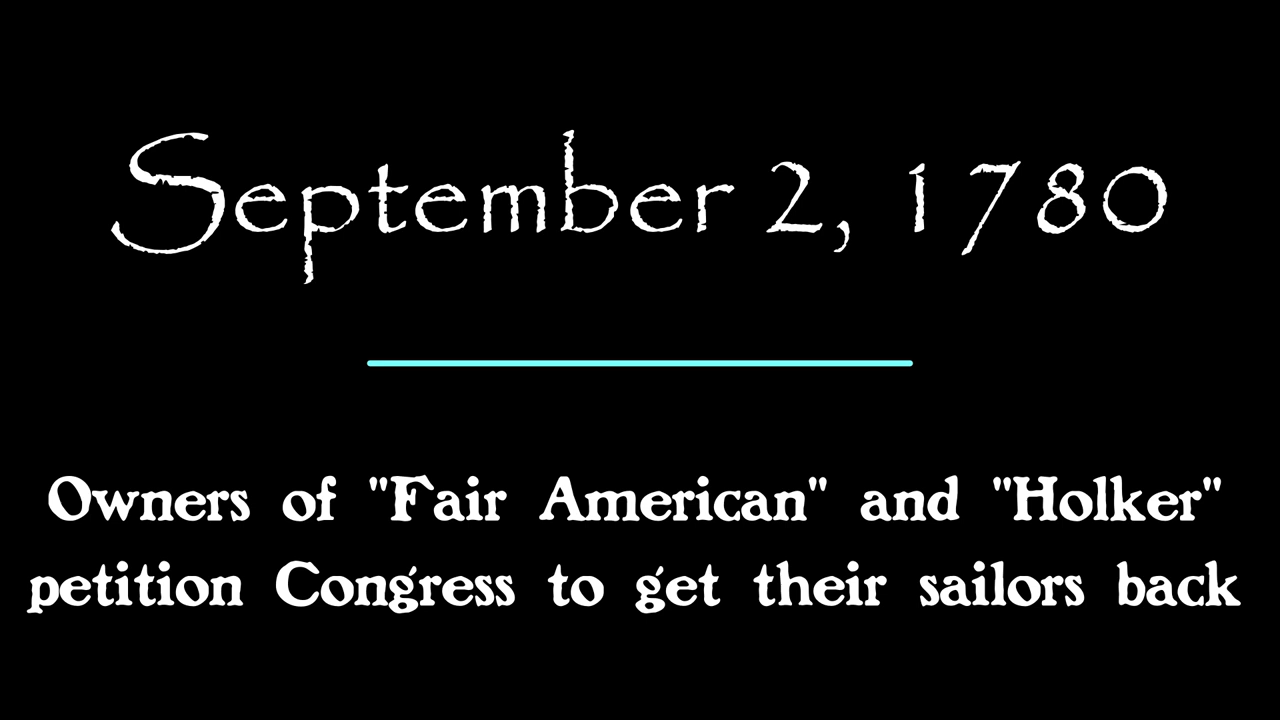 September 2, 1780
Owners of "Fair American" and "Holker"
petition Congress to get their sailors back